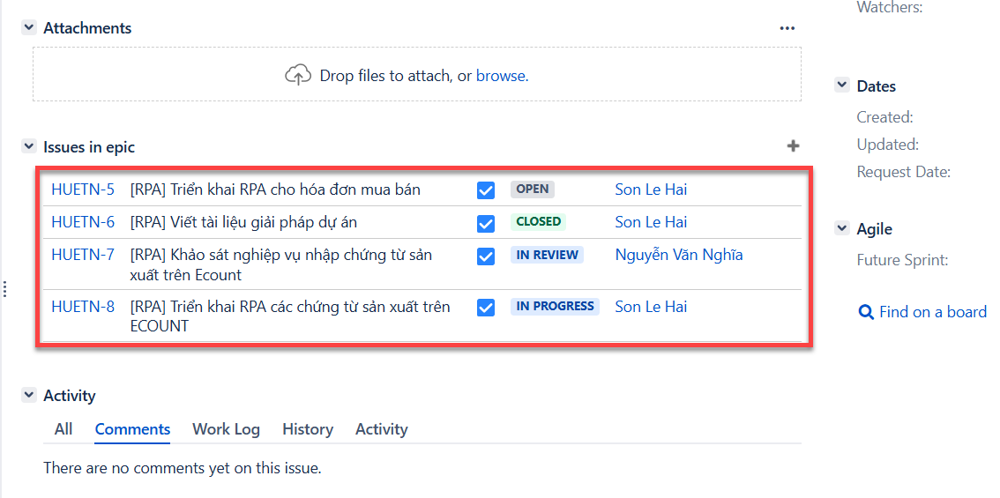 Watchers:
Attachments
Drop files to attach, or browse.
Dates
Created:
Updated:
Request Date:
Issues in epic
HUETN-5 [RPA] Triển khai RPA cho hóa đơn mua bán OPEN Son Le Hai
HUETN-6 [RPA] Viết tài liệu giải pháp dự án CLOSED Son Le Hai
HUETN-7 [RPA] Khảo sát nghiệp vụ nhập chứng từ sản IN REVIEW Nguyễn Văn Nghĩa
xuất trên Ecount
HUETN-8 [RPA] Triển khai RPA các chứng từ sản xuất trên IN PROGRESS Son Le Hai
ECOUNT
Agile
Future Sprint:
Find on a board
Activity
All Comments Work Log History Activity
There are no comments yet on this issue.